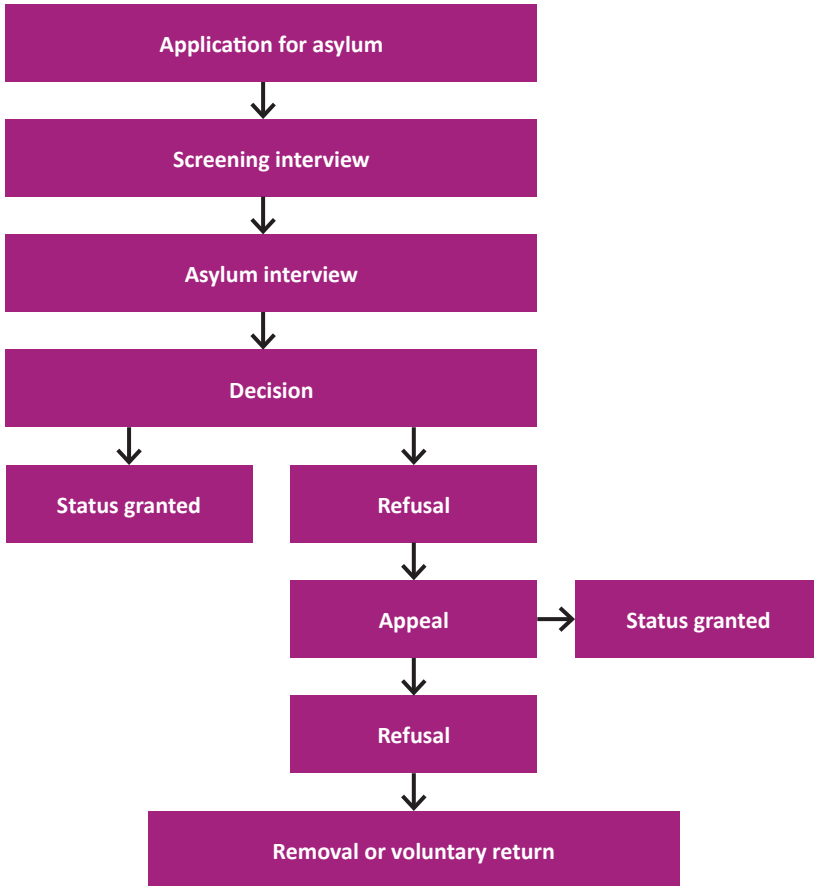 Application for asylum
Screening interview
Asylum interview
Decision
Status granted
Refusal
Appeal
Status granted
Refusal
Removal or voluntary return